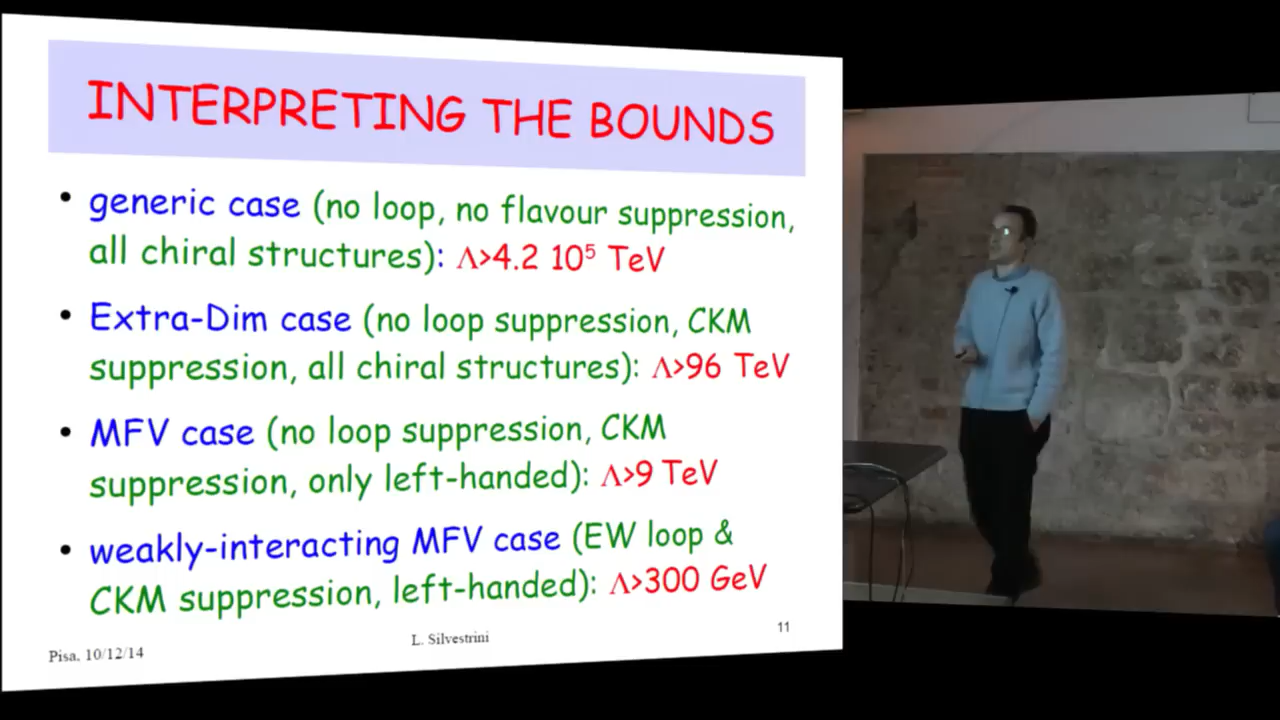 INTERPRETING THE BOUNDS
• generic case (no loop, no flavour suppression,
all chiral structures): Λ>4.2 10⁵ TeV
• Extra-Dim case (no loop suppression, CKM
suppression, all chiral structures): Λ>96 TeV
• MFV case (no loop suppression, CKM
suppression, only left-handed): Λ>9 TeV
• weakly-interacting MFV case (EW loop &
CKM suppression, left-handed): Λ>300 GeV
Pisa, 10/12/14
L. Silvestrini
11